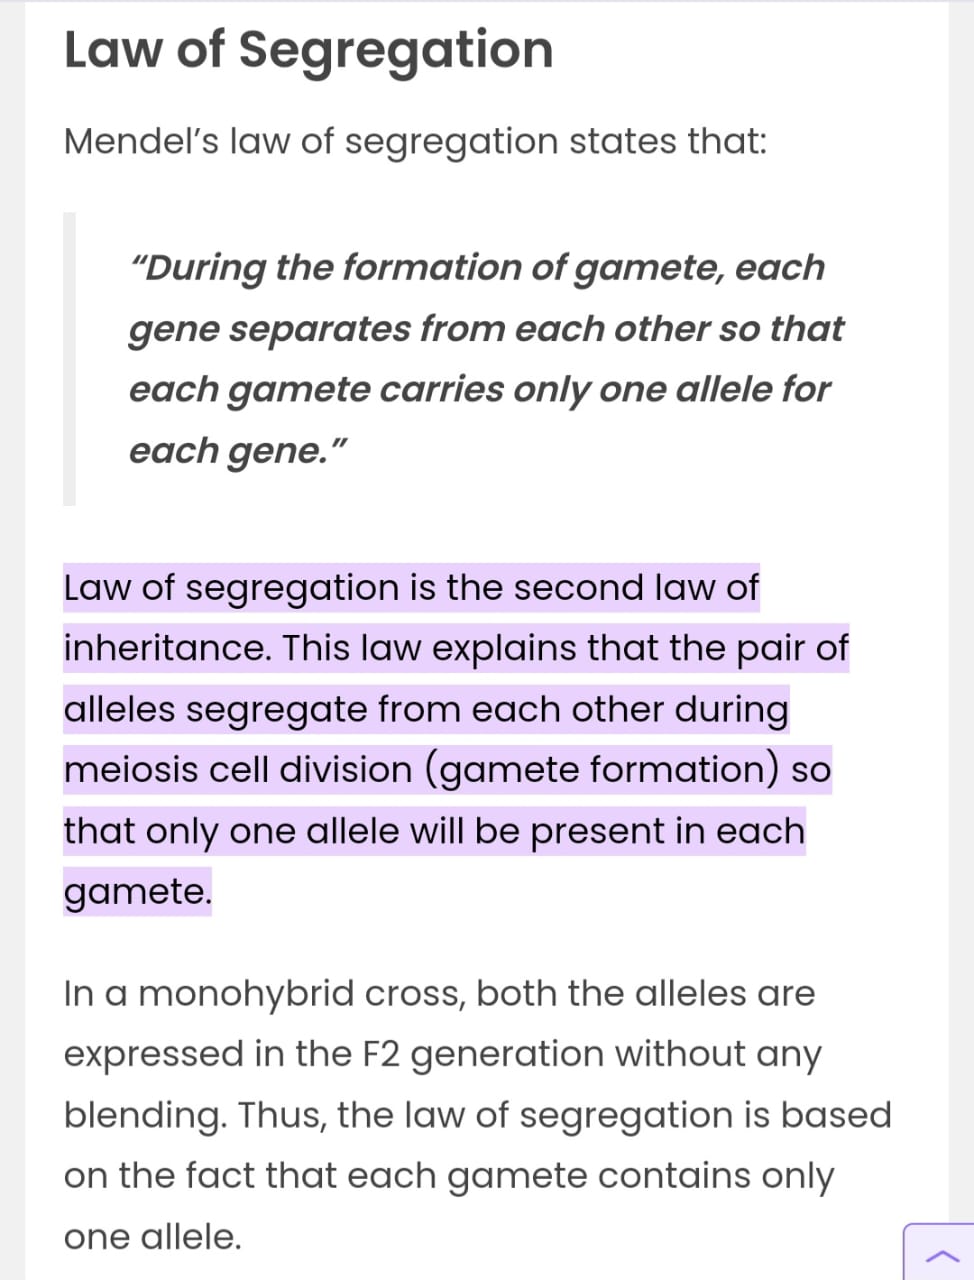 Law of Segregation
Mendel’s law of segregation states that:
“During the formation of gamete, each
gene separates from each other so that
each gamete carries only one allele for
each gene.”
Law of segregation is the second law of
inheritance. This law explains that the pair of
alleles segregate from each other during
meiosis cell division (gamete formation) so
that only one allele will be present in each
gamete.
In a monohybrid cross, both the alleles are
expressed in the F2 generation without any
blending. Thus, the law of segregation is based
on the fact that each gamete contains only
one allele.